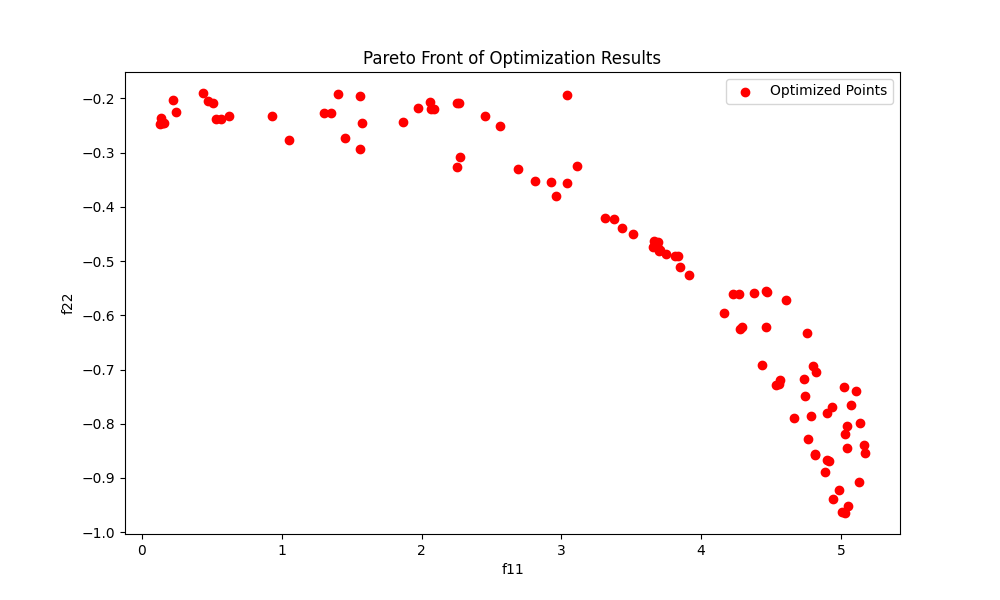 Pareto Front of Optimization Results
Optimized Points
−0.2
−0.3
−0.4
−0.5
−0.6
−0.7
−0.8
−0.9
−1.0
f22
0 1 2 3 4 5
f11